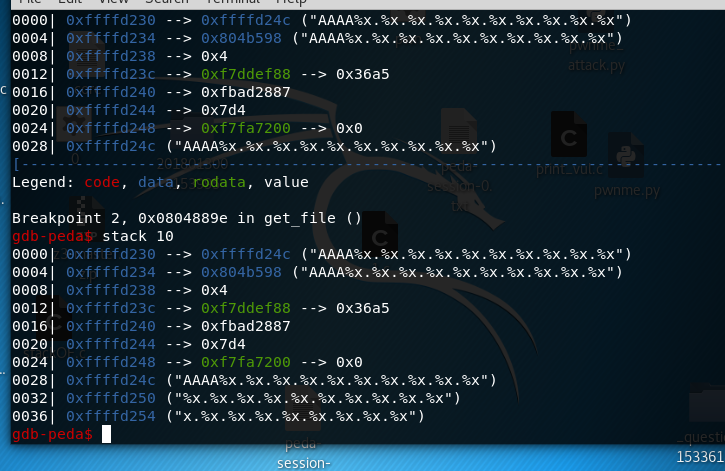 File Edit View Search Terminal Help
0000| 0xffffd230 --> 0xffffd24c ("AAAA%x.%x.%x.%x.%x.%x.%x.%x.%x.%x")
0004| 0xffffd234 --> 0x804b598 ("AAAA%x.%x.%x.%x.%x.%x.%x.%x.%x.%x")
0008| 0xffffd238 --> 0x4
0012| 0xffffd23c --> 0xf7ddef88 --> 0x36a5
0016| 0xffffd240 --> 0xfbad2887
0020| 0xffffd244 --> 0x7d4
0024| 0xffffd248 --> 0xf7fa7200 --> 0x0
0028| 0xffffd24c ("AAAA%x.%x.%x.%x.%x.%x.%x.%x.%x.%x")
Legend: code, data, rodata, value
Breakpoint 2, 0x0804889e in get_file ()
gdb-peda$ stack 10
0000| 0xffffd230 --> 0xffffd24c ("AAAA%x.%x.%x.%x.%x.%x.%x.%x.%x.%x")
0004| 0xffffd234 --> 0x804b598 ("AAAA%x.%x.%x.%x.%x.%x.%x.%x.%x.%x")
0008| 0xffffd238 --> 0x4
0012| 0xffffd23c --> 0xf7ddef88 --> 0x36a5
0016| 0xffffd240 --> 0xfbad2887
0020| 0xffffd244 --> 0x7d4
0024| 0xffffd248 --> 0xf7fa7200 --> 0x0
0028| 0xffffd24c ("AAAA%x.%x.%x.%x.%x.%x.%x.%x.%x.%x")
0032| 0xffffd250 ("%x.%x.%x.%x.%x.%x.%x.%x.%x.%x")
0036| 0xffffd254 ("x.%x.%x.%x.%x.%x.%x.%x.%x")
gdb-peda$
attack.py
peda-
session-0.
print_vul.c
pwnme.py
peda
session-
_questio
153361